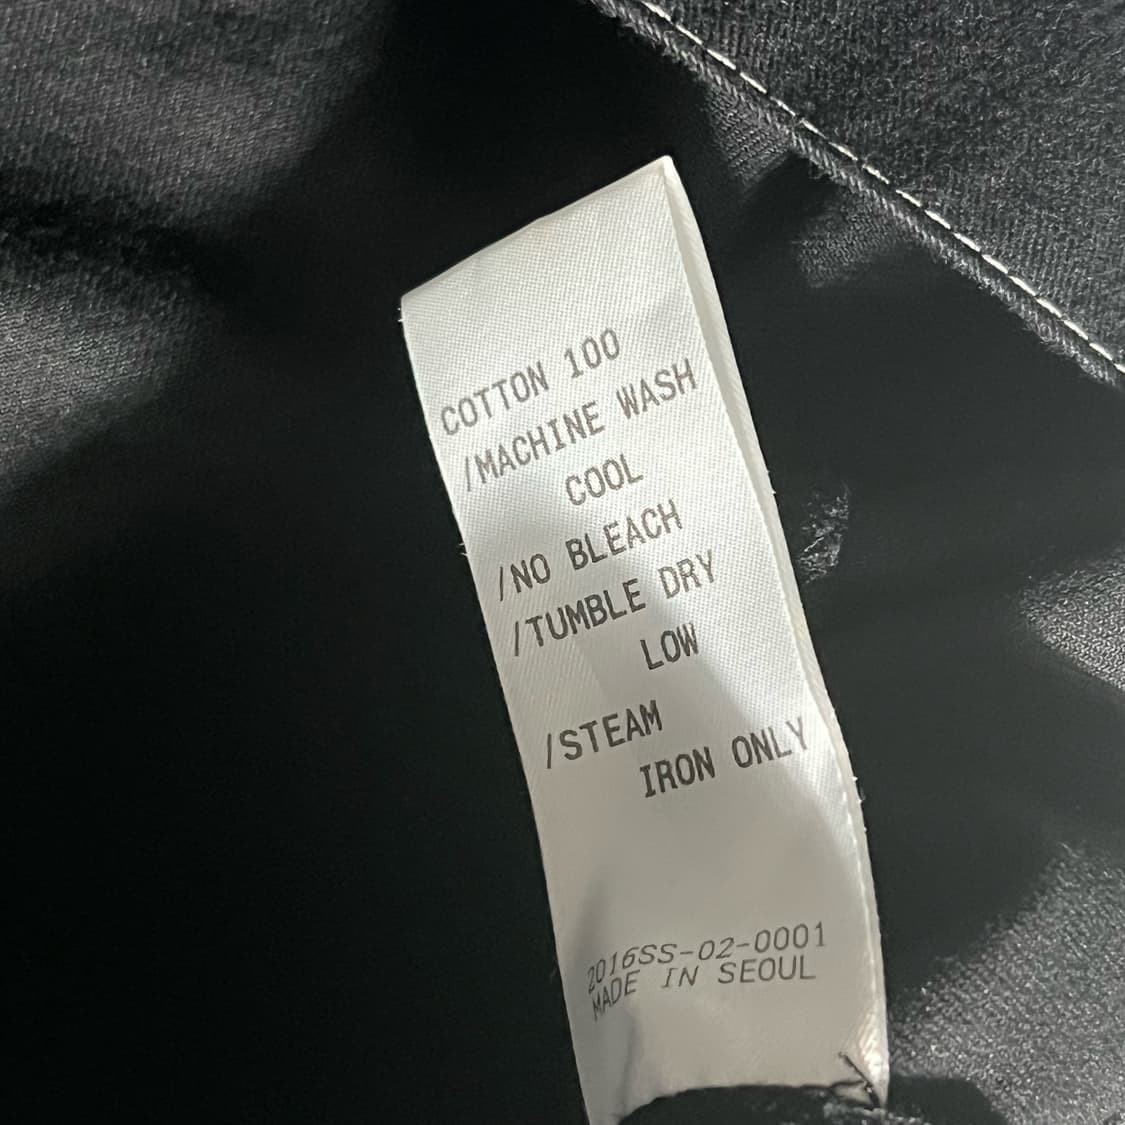 COTTON 100
/MACHINE WASH
COOL
/NO BLEACH
/TUMBLE DRY
LOW
/STEAM
IRON ONLY
2016SS-02-0001
MADE IN SEOUL